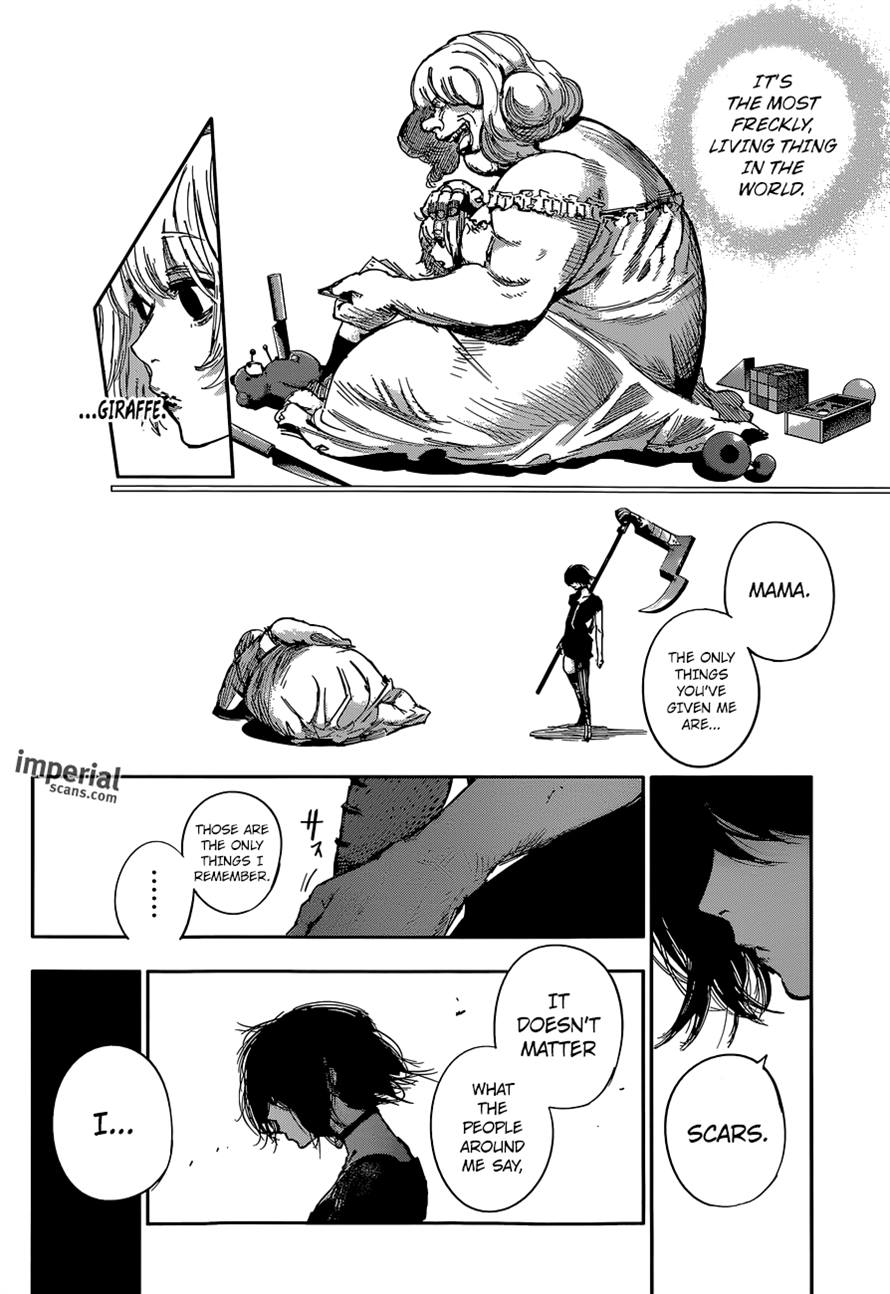 IT'S
THE MOST
FRECKLY,
LIVING THING
IN THE
WORLD.
...GIRAFFE.
MAMA.
THE ONLY
THINGS
YOU'VE
GIVEN ME
ARE...
imperial
scans.com
SCARS.
THOSE ARE
THE ONLY
THINGS I
REMEMBER.
サス
......
IT
DOESN'T
MATTER
WHAT
THE
PEOPLE
AROUND
ME SAY,
I...